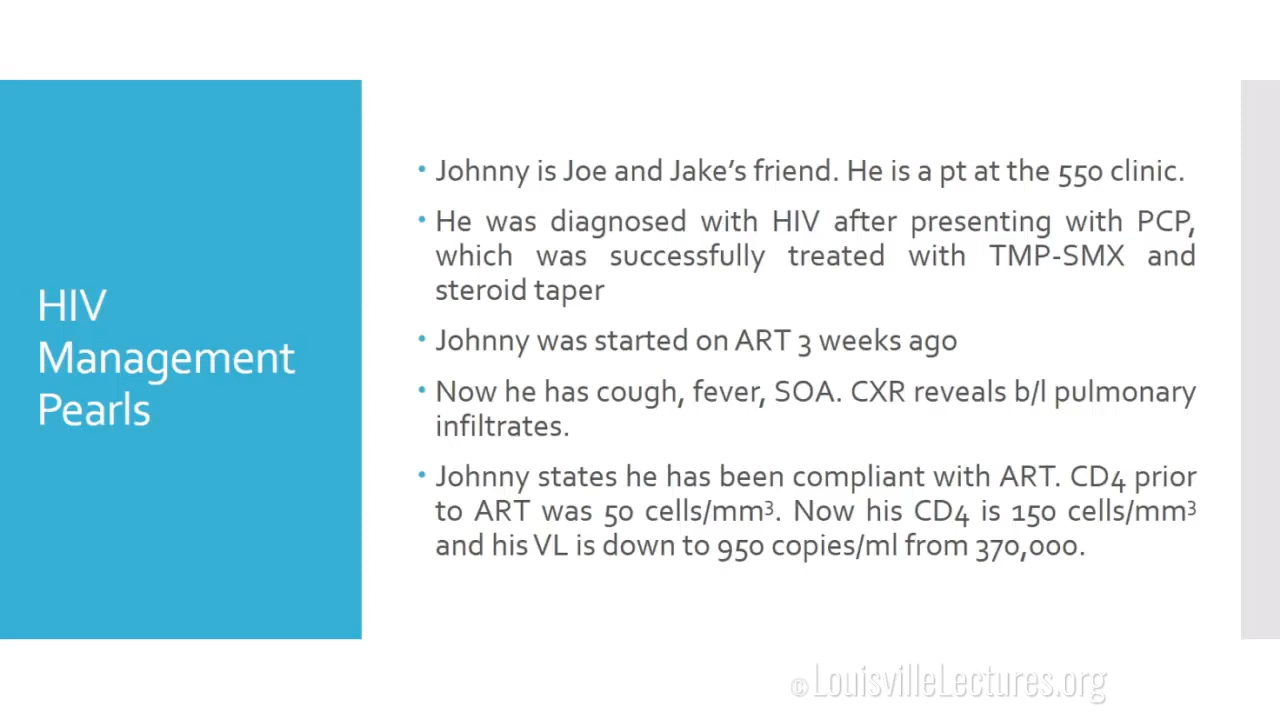 HIV
Management
Pearls
• Johnny is Joe and Jake’s friend. He is a pt at the 550 clinic.
• He was diagnosed with HIV after presenting with PCP,
which was successfully treated with TMP-SMX and
steroid taper
• Johnny was started on ART 3 weeks ago
• Now he has cough, fever, SOA. CXR reveals b/l pulmonary
infiltrates.
• Johnny states he has been compliant with ART. CD4 prior
to ART was 50 cells/mm³. Now his CD4 is 150 cells/mm³
and his VL is down to 950 copies/ml from 370,000.
©LouisvilleLectures.org